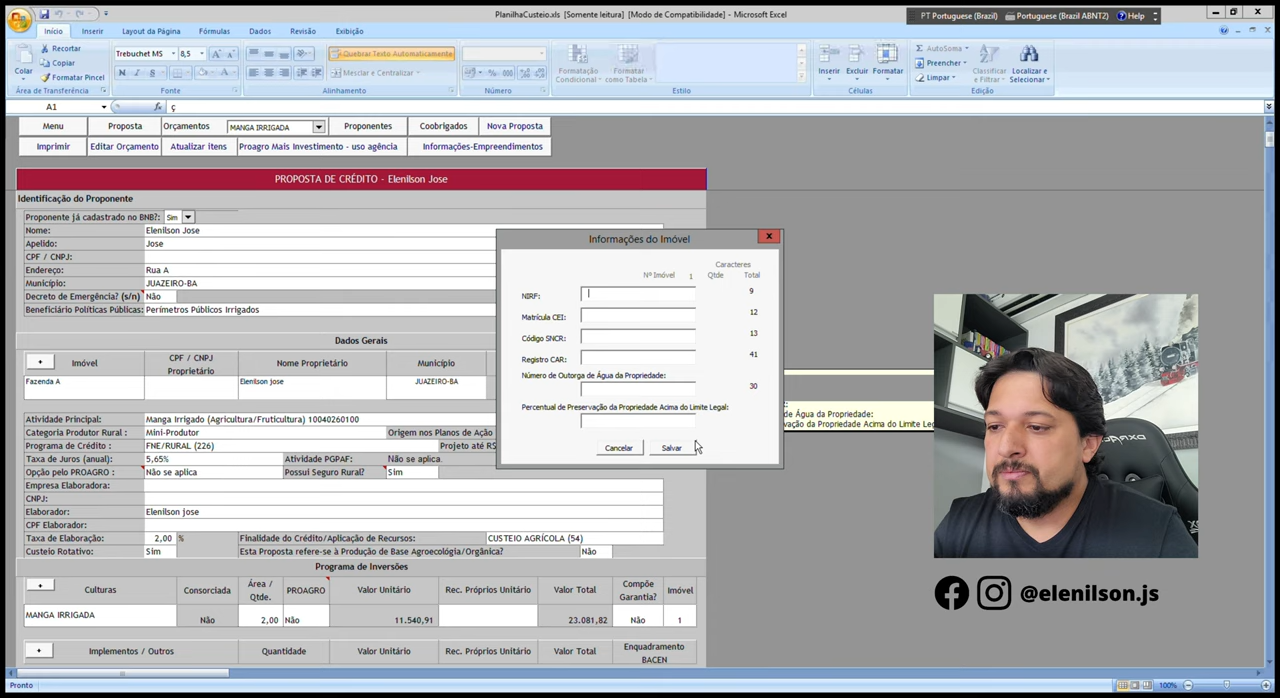 PlanilhaCusteio.xls [Somente leitura] [Modo de Compatibilidade] - Microsoft Excel
PT Portuguese (Brazil) Portuguese (Brazil ABNT2) Help
Início Inserir Layout da Página Fórmulas Dados Revisão Exibição
Recortar
Copiar
Formatar Pincel
Colar
Área de Transferência
Trebuchet MS 8,5
N I S
Fonte
Quebrar Texto Automaticamente
Mesclar e Centralizar
Alinhamento
% 000
Número
Formatação Condicional
Formatar como Tabela
Estilo
Inserir Excluir Formatar
Células
AutoSoma
Preencher
Limpar
Classificar e Filtrar
Localizar e Selecionar
Edição
A1 fx ç
Menu Proposta Orçamentos MANGA IRRIGADA Proponentes Coobrigados Nova Proposta
Imprimir Editar Orçamento Atualizar itens Proagro Mais Investimento - uso agência Informações-Empreendimentos
PROPOSTA DE CRÉDITO - Elenilson Jose
Identificação do Proponente
Proponente já cadastrado no BNB?: Sim
Nome: Elenilson Jose
Apelido: Jose
CPF / CNPJ:
Endereço: Rua A
Município: JUAZEIRO-BA
Decreto de Emergência? (s/n) Não
Beneficiário Políticas Públicas: Perímetros Públicos Irrigados
Dados Gerais
+ Imóvel CPF / CNPJ Proprietário Nome Proprietário Município
Fazenda A Elenilson jose JUAZEIRO-BA
Atividade Principal: Manga Irrigado (Agricultura/Fruticultura) 10040260100
Categoria Produtor Rural : Mini-Produtor Origem nos Planos de Ação
Programa de Crédito : FNE/RURAL (226) Projeto até R$
Taxa de Juros (anual): 5,65% Atividade PGPAF: Não se aplica
Opção pelo PROAGRO: Não se aplica Possui Seguro Rural? Sim
Empresa Elaboradora:
CNPJ:
Elaborador: Elenilson jose
CPF Elaborador:
Taxa de Elaboração: 2,00 % Finalidade do Crédito/Aplicação de Recursos: CUSTEIO AGRÍCOLA (54)
Custeio Rotativo: Sim Esta Proposta refere-se à Produção de Base Agroecológia/Orgânica? Não
Programa de Inversões
+ Culturas Consorciada Área / Qtde. PROAGRO Valor Unitário Rec. Próprios Unitário Valor Total Compõe Garantia? Imóvel
MANGA IRRIGADA Não 2,00 Não 11.540,91 23.081,82 Não 1
+ Implementos / Outros Quantidade Valor Unitário Rec. Próprios Unitário Valor Total Enquadramento BACEN
Informações do Imóvel x
Caracteres
Nº Imóvel 1 Qtde Total
NIRF: 9
Matrícula CEI: 12
Código SNCR: 13
Registro CAR: 41
Número de Outorga de Água da Propriedade:
30
Percentual de Preservação da Propriedade Acima do Limite Legal:
Cancelar Salvar
de Água da Propriedade:
vação da Propriedade Acima do Limite Leg
@elenilson.js
Pronto 100%